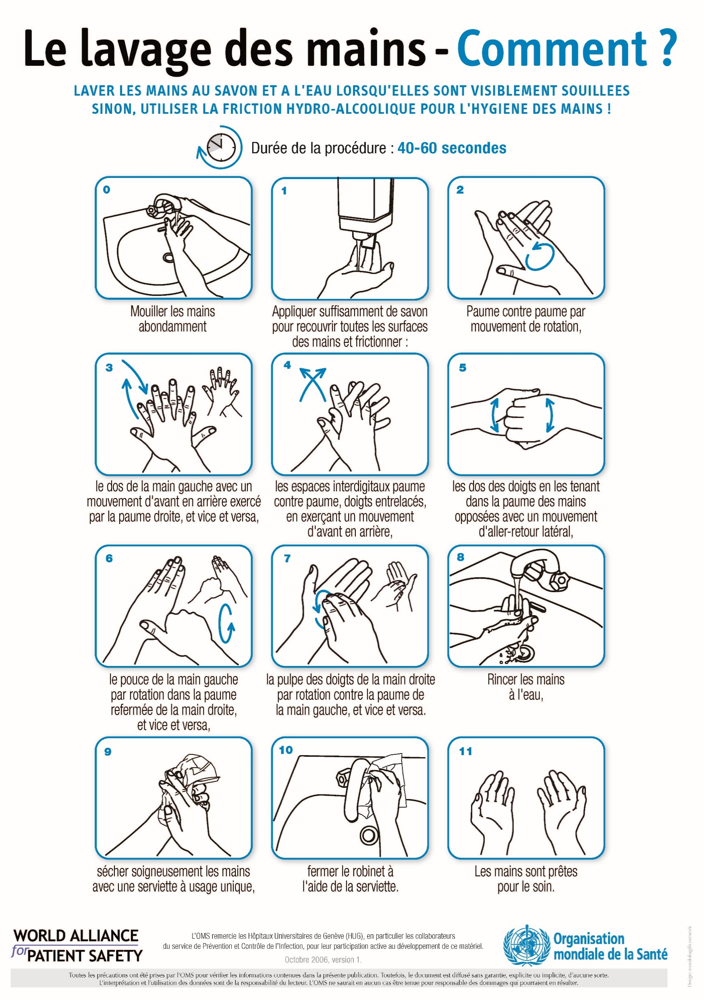 Le lavage des mains - Comment ?
LAVER LES MAINS AU SAVON ET A L'EAU LORSQU'ELLES SONT VISIBLEMENT SOUILLEES
SINON, UTILISER LA FRICTION HYDRO-ALCOOLIQUE POUR L'HYGIENE DES MAINS !
Durée de la procédure : 40-60 secondes
0
Mouiller les mains
abondamment
1
Appliquer suffisamment de savon
pour recouvrir toutes les surfaces
des mains et frictionner :
2
Paume contre paume par
mouvement de rotation,
3
le dos de la main gauche avec un
mouvement d'avant en arrière exercé
par la paume droite, et vice et versa,
4
les espaces interdigitaux paume
contre paume, doigts entrelacés,
en exerçant un mouvement
d'avant en arrière,
5
les dos des doigts en les tenant
dans la paume des mains
opposées avec un mouvement
d'aller-retour latéral,
6
le pouce de la main gauche
par rotation dans la paume
refermée de la main droite,
et vice et versa,
7
la pulpe des doigts de la main droite
par rotation contre la paume de
la main gauche, et vice et versa.
8
Rincer les mains
à l'eau,
9
sécher soigneusement les mains
avec une serviette à usage unique,
10
fermer le robinet à
l'aide de la serviette.
11
Les mains sont prêtes
pour le soin.
WORLD ALLIANCE
for PATIENT SAFETY
L'OMS remercie les Hôpitaux Universitaires de Genève (HUG), en particulier les collaborateurs
du service de Prévention et Contrôle de l'Infection, pour leur participation active au développement de ce matériel.
Octobre 2006, version 1.
Organisation
mondiale de la Santé
Design: mondofragilis network
Toutes les précautions ont été prises par l'OMS pour vérifier les informations contenues dans la présente publication. Toutefois, le document est diffusé sans garantie, explicite ou implicite, d'aucune sorte.
L'interprétation et l'utilisation des données sont de la responsabilité du lecteur. L'OMS ne saurait en aucun cas être tenue pour responsable des dommages qui pourraient en résulter.